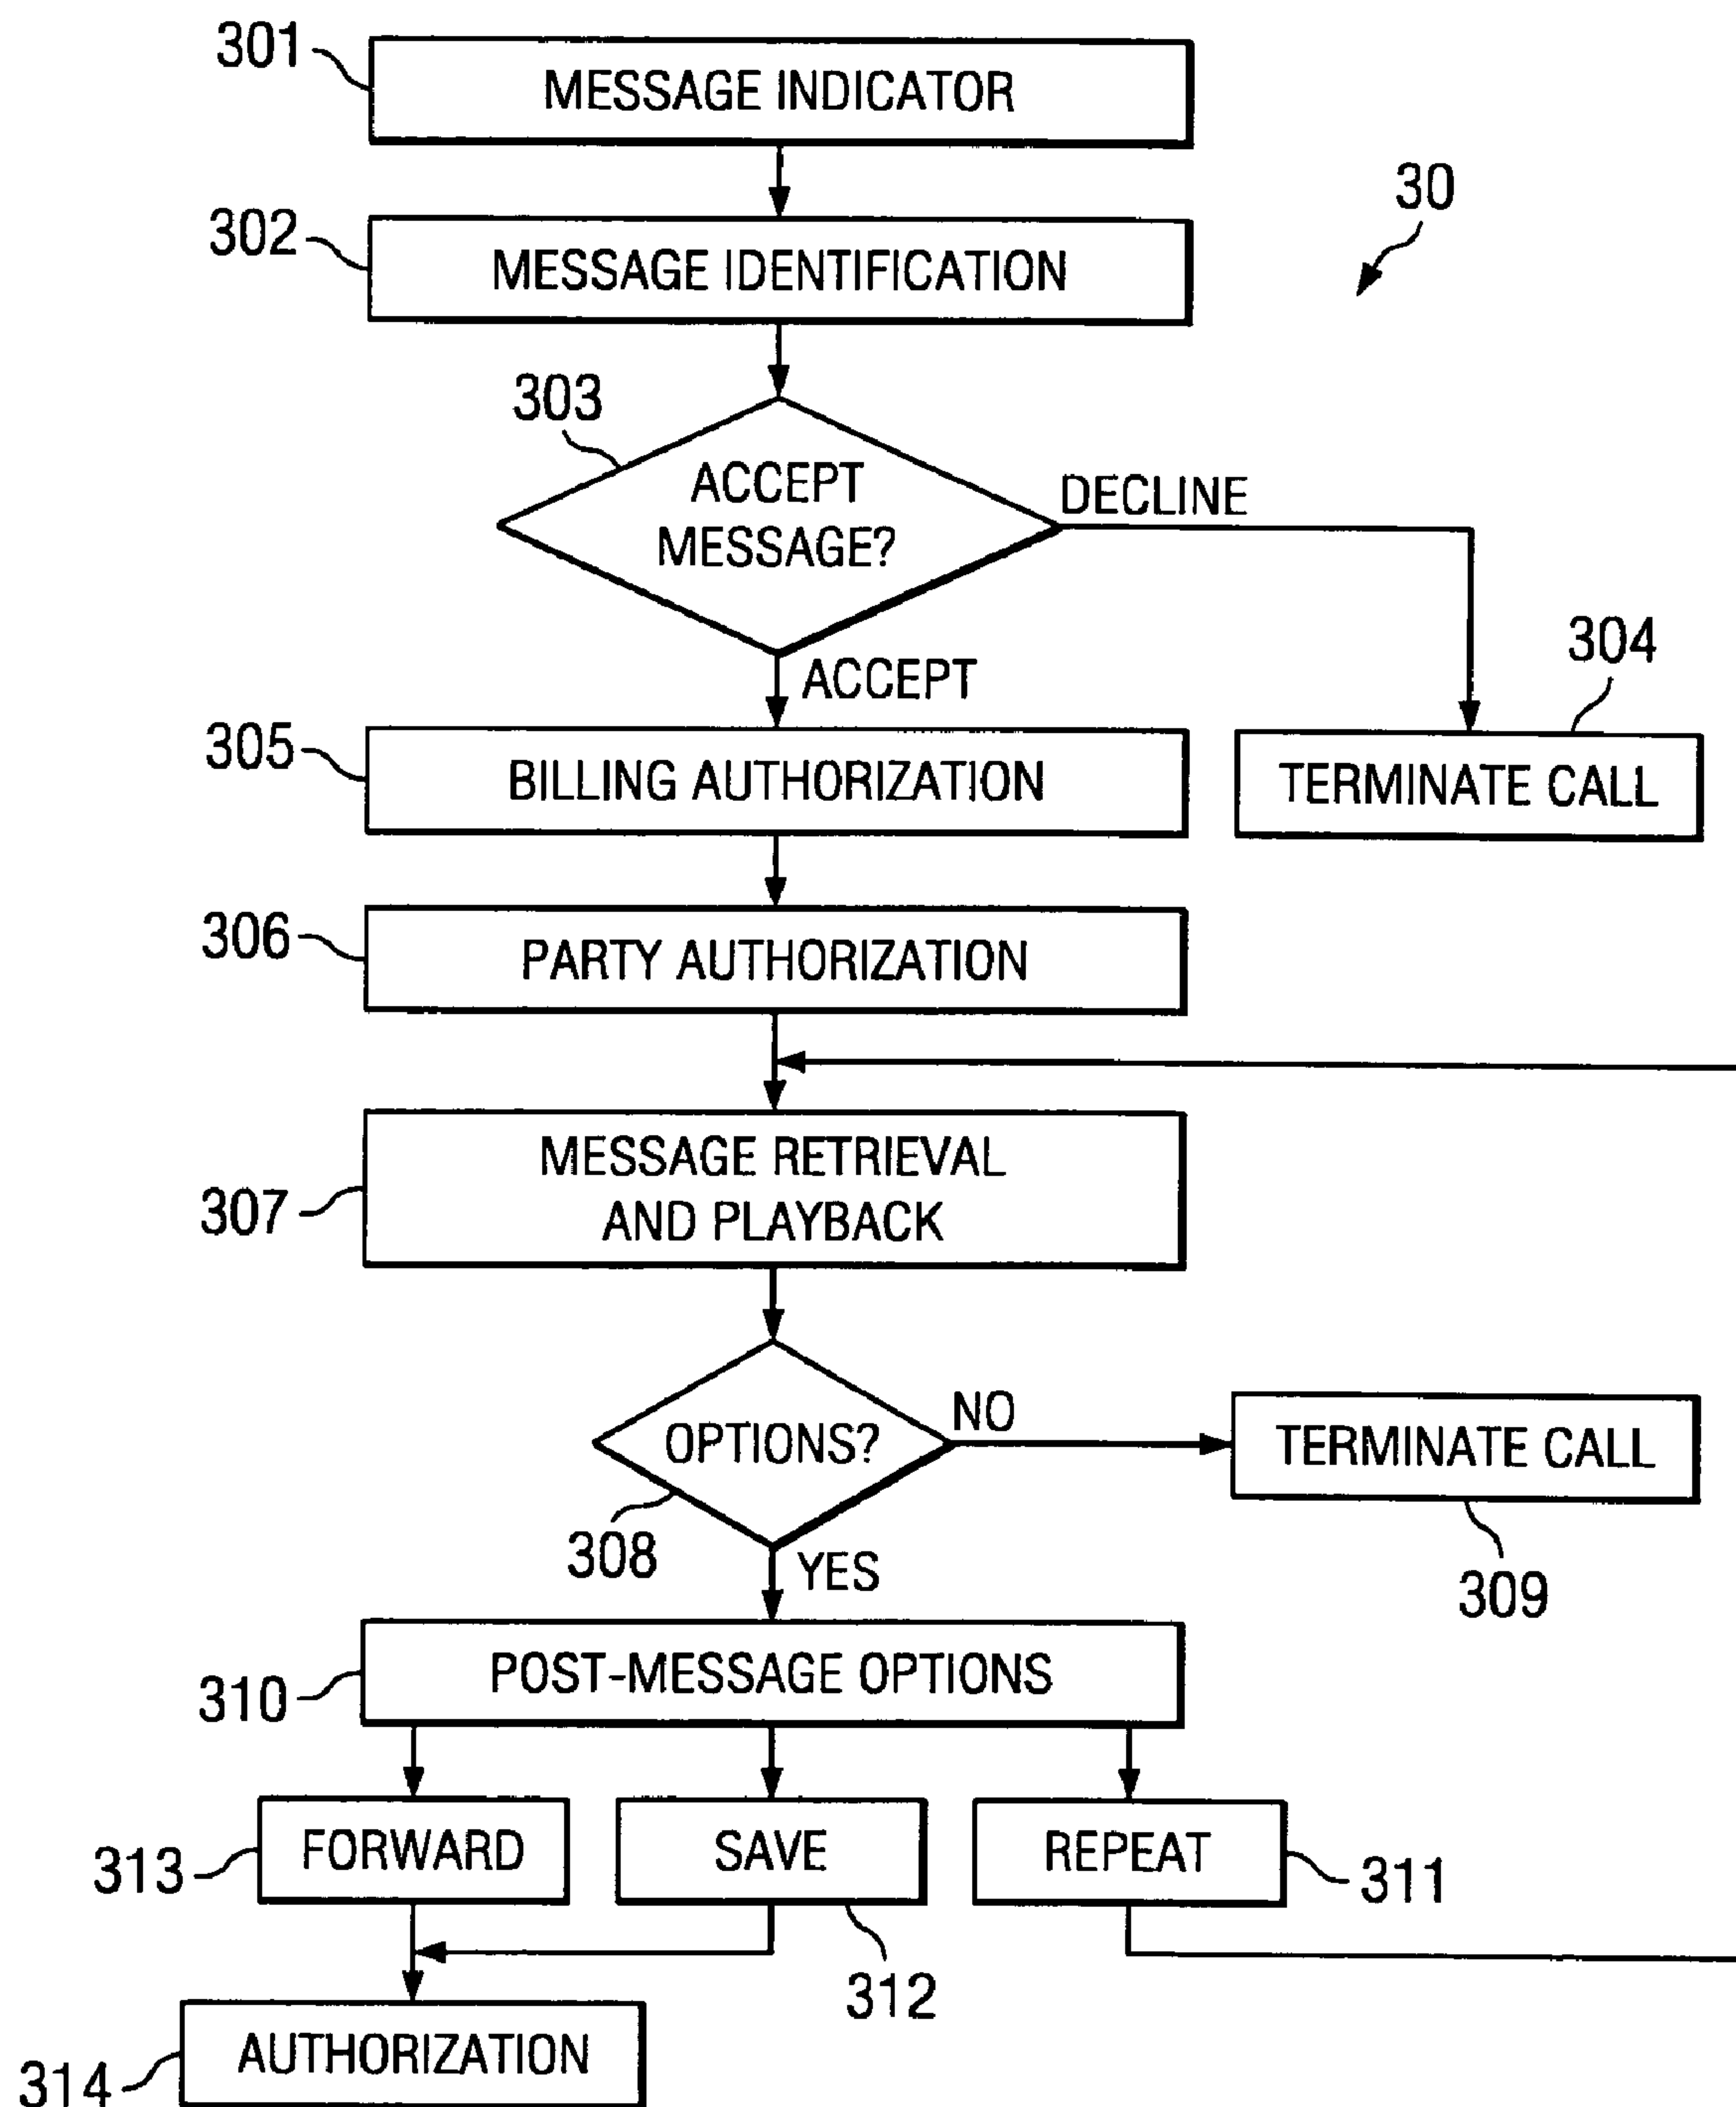 301
MESSAGE INDICATOR
30
302
MESSAGE IDENTIFICATION
303
ACCEPT
MESSAGE?
DECLINE
304
ACCEPT
305
BILLING AUTHORIZATION
TERMINATE CALL
306
PARTY AUTHORIZATION
MESSAGE RETRIEVAL
AND PLAYBACK
307
NO
OPTIONS?
TERMINATE CALL
308
YES
309
POST-MESSAGE OPTIONS
310
FORWARD
SAVE
REPEAT
313
311
312
AUTHORIZATION
314